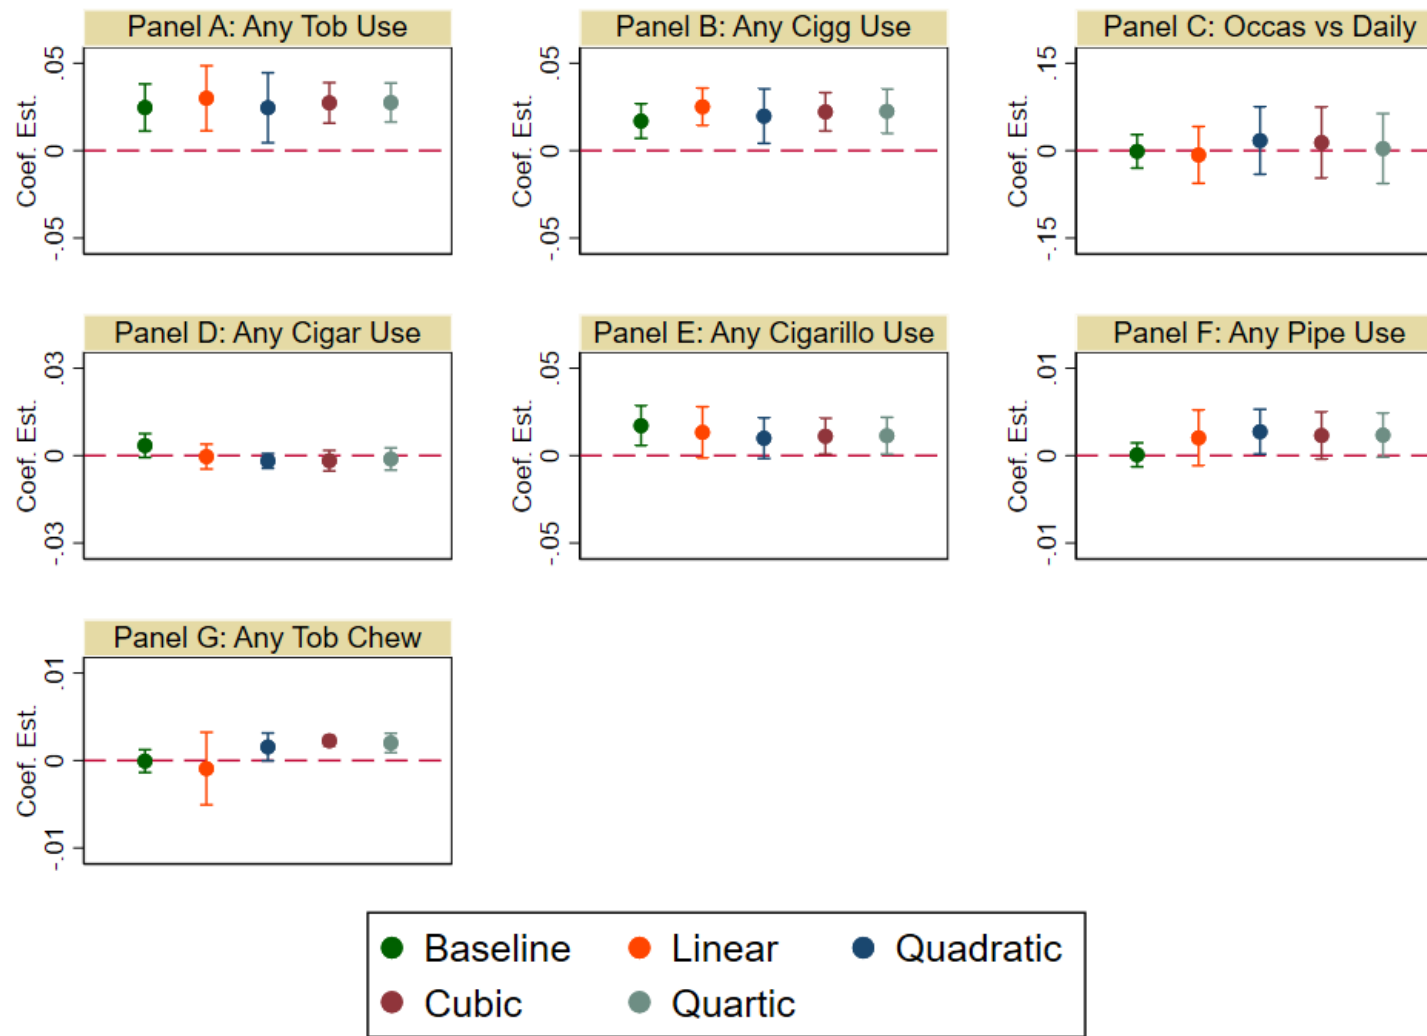 Panel A: Any Tob Use
Coef. Est.
.05
0
-.05
Panel B: Any Cigg Use
Coef. Est.
.05
0
-.05
Panel C: Occas vs Daily
Coef. Est.
.15
0
-.15
Panel D: Any Cigar Use
Coef. Est.
.03
0
-.03
Panel E: Any Cigarillo Use
Coef. Est.
.05
0
-.05
Panel F: Any Pipe Use
Coef. Est.
.01
0
-.01
Panel G: Any Tob Chew
Coef. Est.
.01
0
-.01
Baseline Linear Quadratic
Cubic Quartic